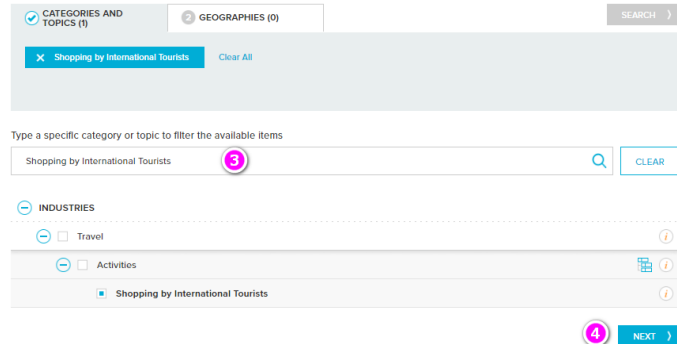 CATEGORIES AND
TOPICS (1)
2 GEOGRAPHIES (0)
SEARCH
Shopping by International Tourists
Clear All
Type a specific category or topic to filter the available items
Shopping by International Tourists
3
CLEAR
INDUSTRIES
Travel
i
Activities
i
Shopping by International Tourists
i
4
NEXT